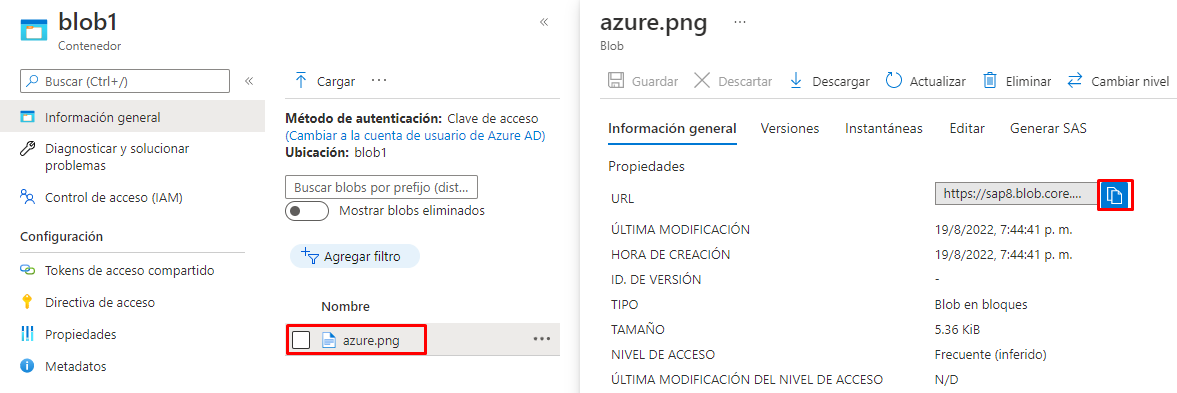 blob1
Contenedor
«
Buscar (Ctrl+/)
«
Información general
Diagnosticar y solucionar
problemas
Control de acceso (IAM)
Configuración
Tokens de acceso compartido
Directiva de acceso
Propiedades
Metadatos
Cargar ···
Método de autenticación: Clave de acceso
(Cambiar a la cuenta de usuario de Azure AD)
Ubicación: blob1
Buscar blobs por prefijo (dist...
Mostrar blobs eliminados
Agregar filtro
Nombre
azure.png ···
azure.png ···
Blob
Guardar Descartar Descargar Actualizar Eliminar Cambiar nivel
Información general Versiones Instantáneas Editar Generar SAS
Propiedades
URL https://sap8.blob.core....
ÚLTIMA MODIFICACIÓN 19/8/2022, 7:44:41 p. m.
HORA DE CREACIÓN 19/8/2022, 7:44:41 p. m.
ID. DE VERSIÓN -
TIPO Blob en bloques
TAMAÑO 5.36 KiB
NIVEL DE ACCESO Frecuente (inferido)
ÚLTIMA MODIFICACIÓN DEL NIVEL DE ACCESO N/D